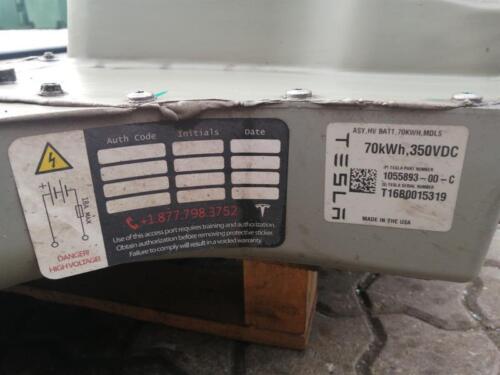 Auth Code Initials Date
+1.877.798.3752
Use of this access port requires training and authorization.
Obtain authorization before removing protective sticker.
Failure to comply will result in a voided warranty.
DANGER!
HIGH VOLTAGE!
+
-
10A MAX
TESLA
ASY,HV BATT,70KWH,MDLS
70kWh,350VDC
(P) TESLA PART NUMBER
1055893-00-C
(S) TESLA SERIAL NUMBER
T16B0015319
MADE IN THE USA